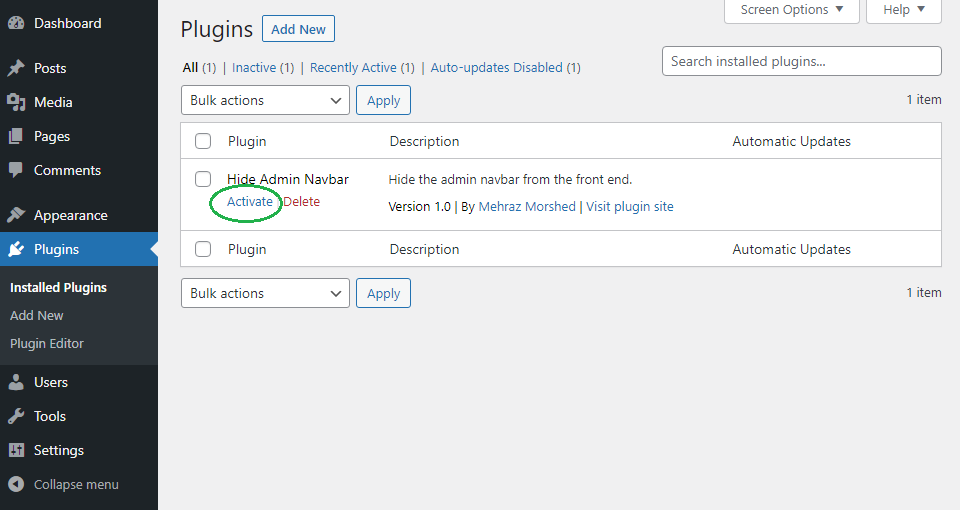 Dashboard
Posts
Media
Pages
Comments
Appearance
Plugins
Installed Plugins
Add New
Plugin Editor
Users
Tools
Settings
Collapse menu
Screen Options
Help
Plugins Add New
All (1) | Inactive (1) | Recently Active (1) | Auto-updates Disabled (1)
Search installed plugins...
Bulk actions Apply
1 item
Plugin Description Automatic Updates
Hide Admin Navbar Hide the admin navbar from the front end.
Activate | Delete Version 1.0 | By Mehraz Morshed | Visit plugin site
Plugin Description Automatic Updates
Bulk actions Apply
1 item